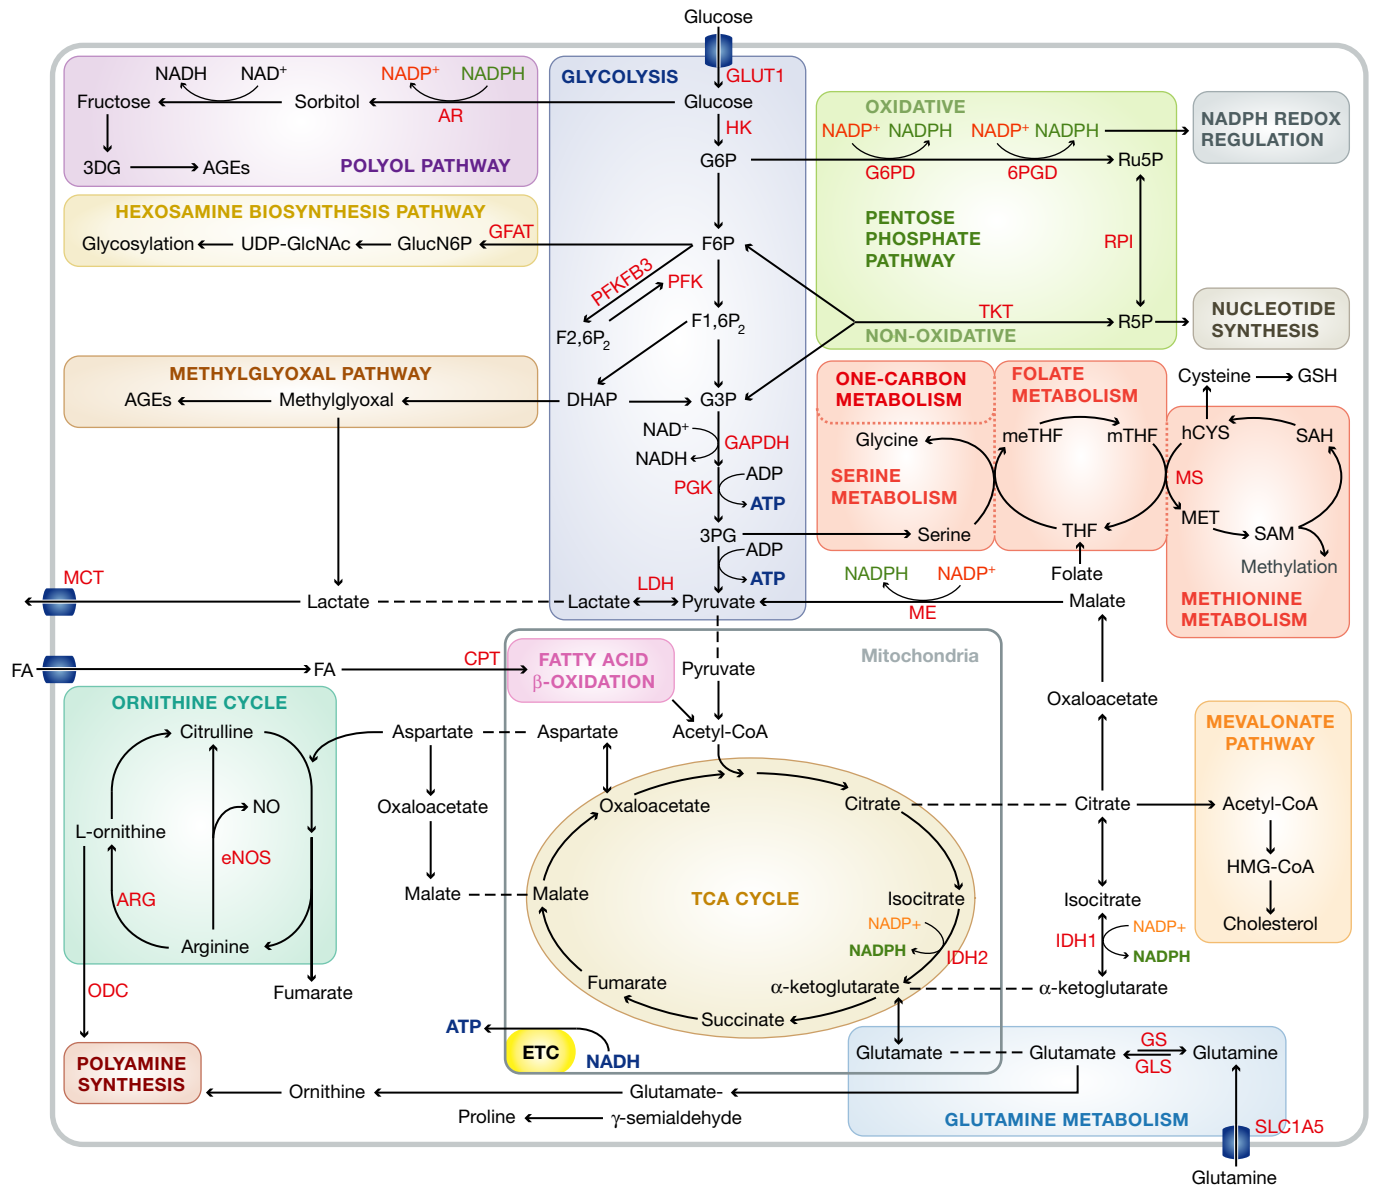 Glucose
GLUT1
NADH
NAD+
NADP+
NADPH
Fructose
Sorbitol
AR
3DG
AGEs
POLYOL PATHWAY
GLYCOLYSIS
Glucose
HK
G6P
OXIDATIVE
NADP+ NADPH
NADP+ NADPH
G6PD
6PGD
Ru5P
PENTOSE
PHOSPHATE
PATHWAY
RPI
TKT
R5P
NON-OXIDATIVE
NADPH REDOX
REGULATION
NUCLEOTIDE
SYNTHESIS
HEXOSAMINE BIOSYNTHESIS PATHWAY
Glycosylation
UDP-GlcNAc
GlucN6P
GFAT
F6P
PFKFB3
PFK
F2,6P2
F1,6P2
METHYLGLYOXAL PATHWAY
AGEs
Methylglyoxal
DHAP
G3P
NAD+
NADH
GAPDH
PGK
ADP
ATP
3PG
ADP
ATP
ONE-CARBON
METABOLISM
Glycine
SERINE
METABOLISM
Serine
FOLATE
METABOLISM
meTHF
mTHF
THF
Folate
Cysteine
GSH
hCYS
SAH
MS
MET
SAM
Methylation
METHIONINE
METABOLISM
MCT
Lactate
Lactate
LDH
Pyruvate
NADPH
NADP+
ME
Malate
FA
FA
CPT
FATTY ACID
β-OXIDATION
Pyruvate
Mitochondria
Oxaloacetate
ORNITHINE CYCLE
Citrulline
NO
L-ornithine
eNOS
ARG
Arginine
ODC
Fumarate
Aspartate
Aspartate
Acetyl-CoA
Oxaloacetate
Oxaloacetate
Citrate
Citrate
Malate
Malate
TCA CYCLE
Isocitrate
NADP+
NADPH
IDH2
Fumarate
α-ketoglutarate
Succinate
Isocitrate
IDH1
NADP+
NADPH
α-ketoglutarate
MEVALONATE
PATHWAY
Acetyl-CoA
HMG-CoA
Cholesterol
ATP
ETC
NADH
Glutamate
Glutamate
GS
GLS
Glutamine
GLUTAMINE METABOLISM
SLC1A5
Glutamine
POLYAMINE
SYNTHESIS
Ornithine
Glutamate-
Proline
γ-semialdehyde